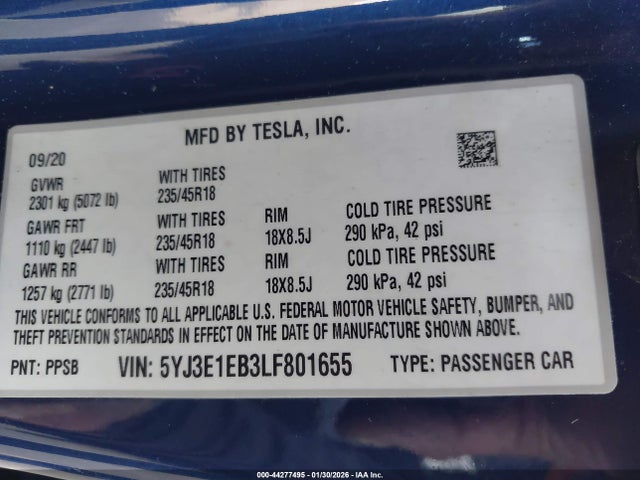 MFD BY TESLA, INC.
09/20
GVWR WITH TIRES
2301 kg (5072 lb) 235/45R18
GAWR FRT WITH TIRES RIM COLD TIRE PRESSURE
1110 kg (2447 lb) 235/45R18 18X8.5J 290 kPa, 42 psi
GAWR RR WITH TIRES RIM COLD TIRE PRESSURE
1257 kg (2771 lb) 235/45R18 18X8.5J 290 kPa, 42 psi
THIS VEHICLE CONFORMS TO ALL APPLICABLE U.S. FEDERAL MOTOR VEHICLE SAFETY, BUMPER, AND
THEFT PREVENTION STANDARDS IN EFFECT ON THE DATE OF MANUFACTURE SHOWN ABOVE.
PNT: PPSB VIN: 5YJ3E1EB3LF801655 TYPE: PASSENGER CAR
000-44277495 - 01/30/2026 - IAA Inc.